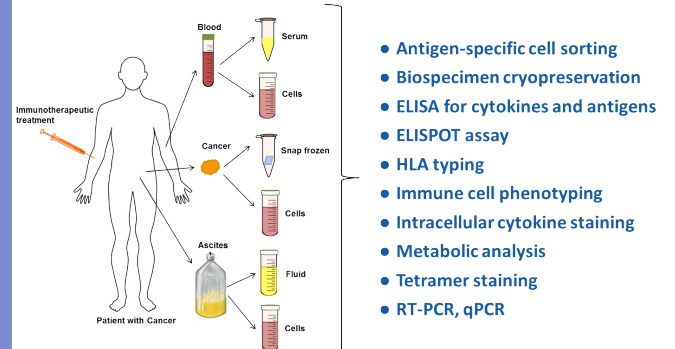 Blood
Serum
Cells
Immunotherapeutic
treatment
Cancer
Snap frozen
Cells
Ascites
Fluid
Cells
Patient with Cancer
● Antigen-specific cell sorting
● Biospecimen cryopreservation
● ELISA for cytokines and antigens
● ELISPOT assay
● HLA typing
● Immune cell phenotyping
● Intracellular cytokine staining
● Metabolic analysis
● Tetramer staining
● RT-PCR, qPCR